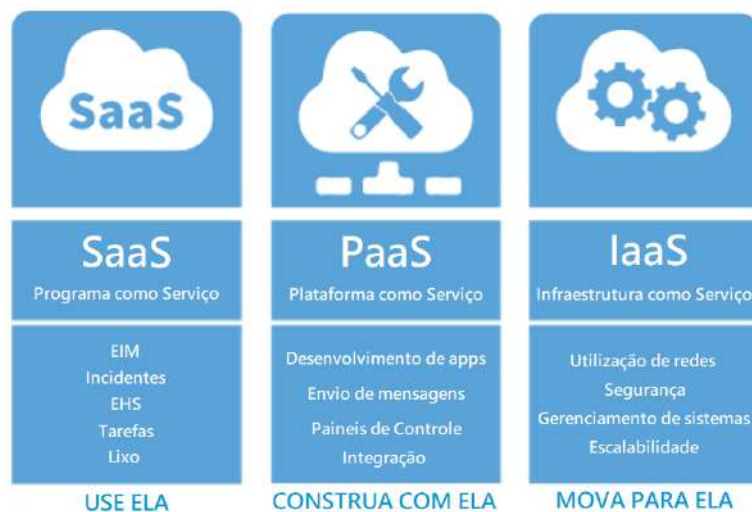 SaaS
SaaS
Programa como Serviço
EIM
Incidentes
EHS
Tarefas
Lixo
USE ELA
PaaS
Plataforma como Serviço
Desenvolvimento de apps
Envio de mensagens
Paineis de Controle
Integração
CONSTRUA COM ELA
IaaS
Infraestrutura como Serviço
Utilização de redes
Segurança
Gerenciamento de sistemas
Escalabilidade
MOVA PARA ELA